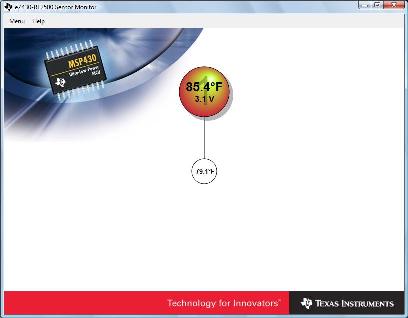 eZ430-RF2500 Sensor Monitor
Menu Help
MSP430
Ultra-Low Power
MCU
85.4°F
3.1 V
79.1°F
Technology for Innovators™
TEXAS INSTRUMENTS